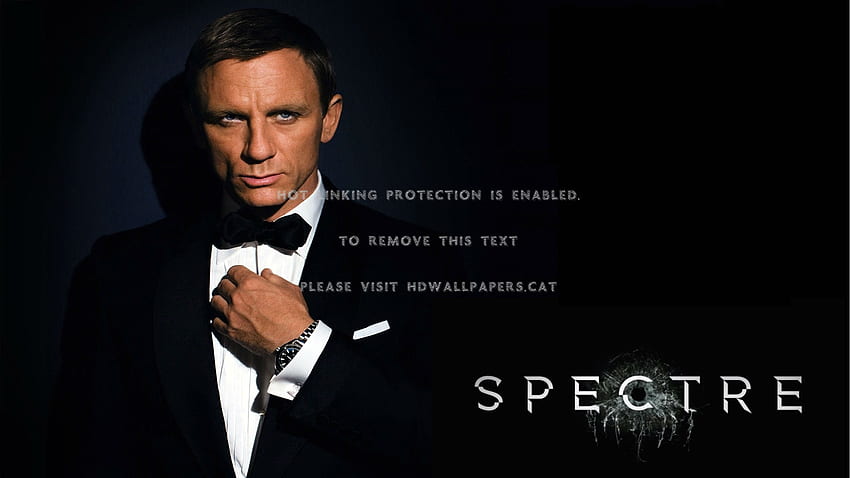 HOT LINKING PROTECTION IS ENABLED.
TO REMOVE THIS TEXT
PLEASE VISIT HDWALLPAPERS.CAT
SPECTRE